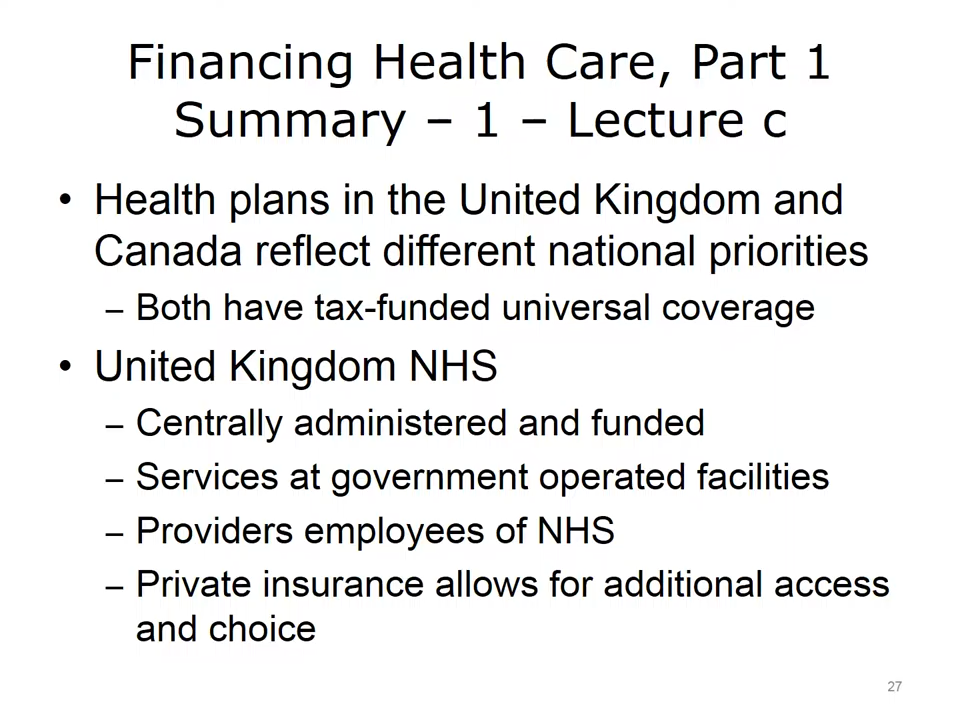 Financing Health Care, Part 1
Summary – 1 – Lecture c
• Health plans in the United Kingdom and
Canada reflect different national priorities
– Both have tax-funded universal coverage
• United Kingdom NHS
– Centrally administered and funded
– Services at government operated facilities
– Providers employees of NHS
– Private insurance allows for additional access
and choice
27